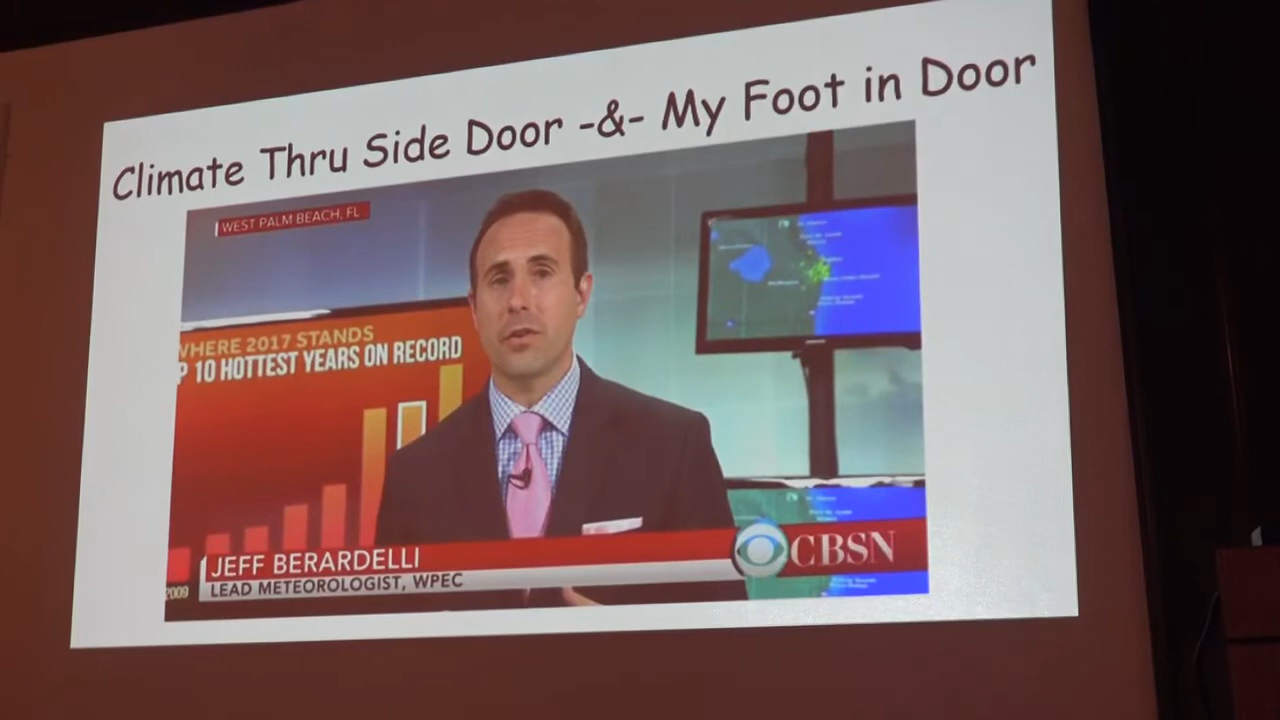 Climate Thru Side Door -&- My Foot in Door
WEST PALM BEACH, FL
WHERE 2017 STANDS
P 10 HOTTEST YEARS ON RECORD
2009
JEFF BERARDELLI
LEAD METEOROLOGIST, WPEC
CBSN